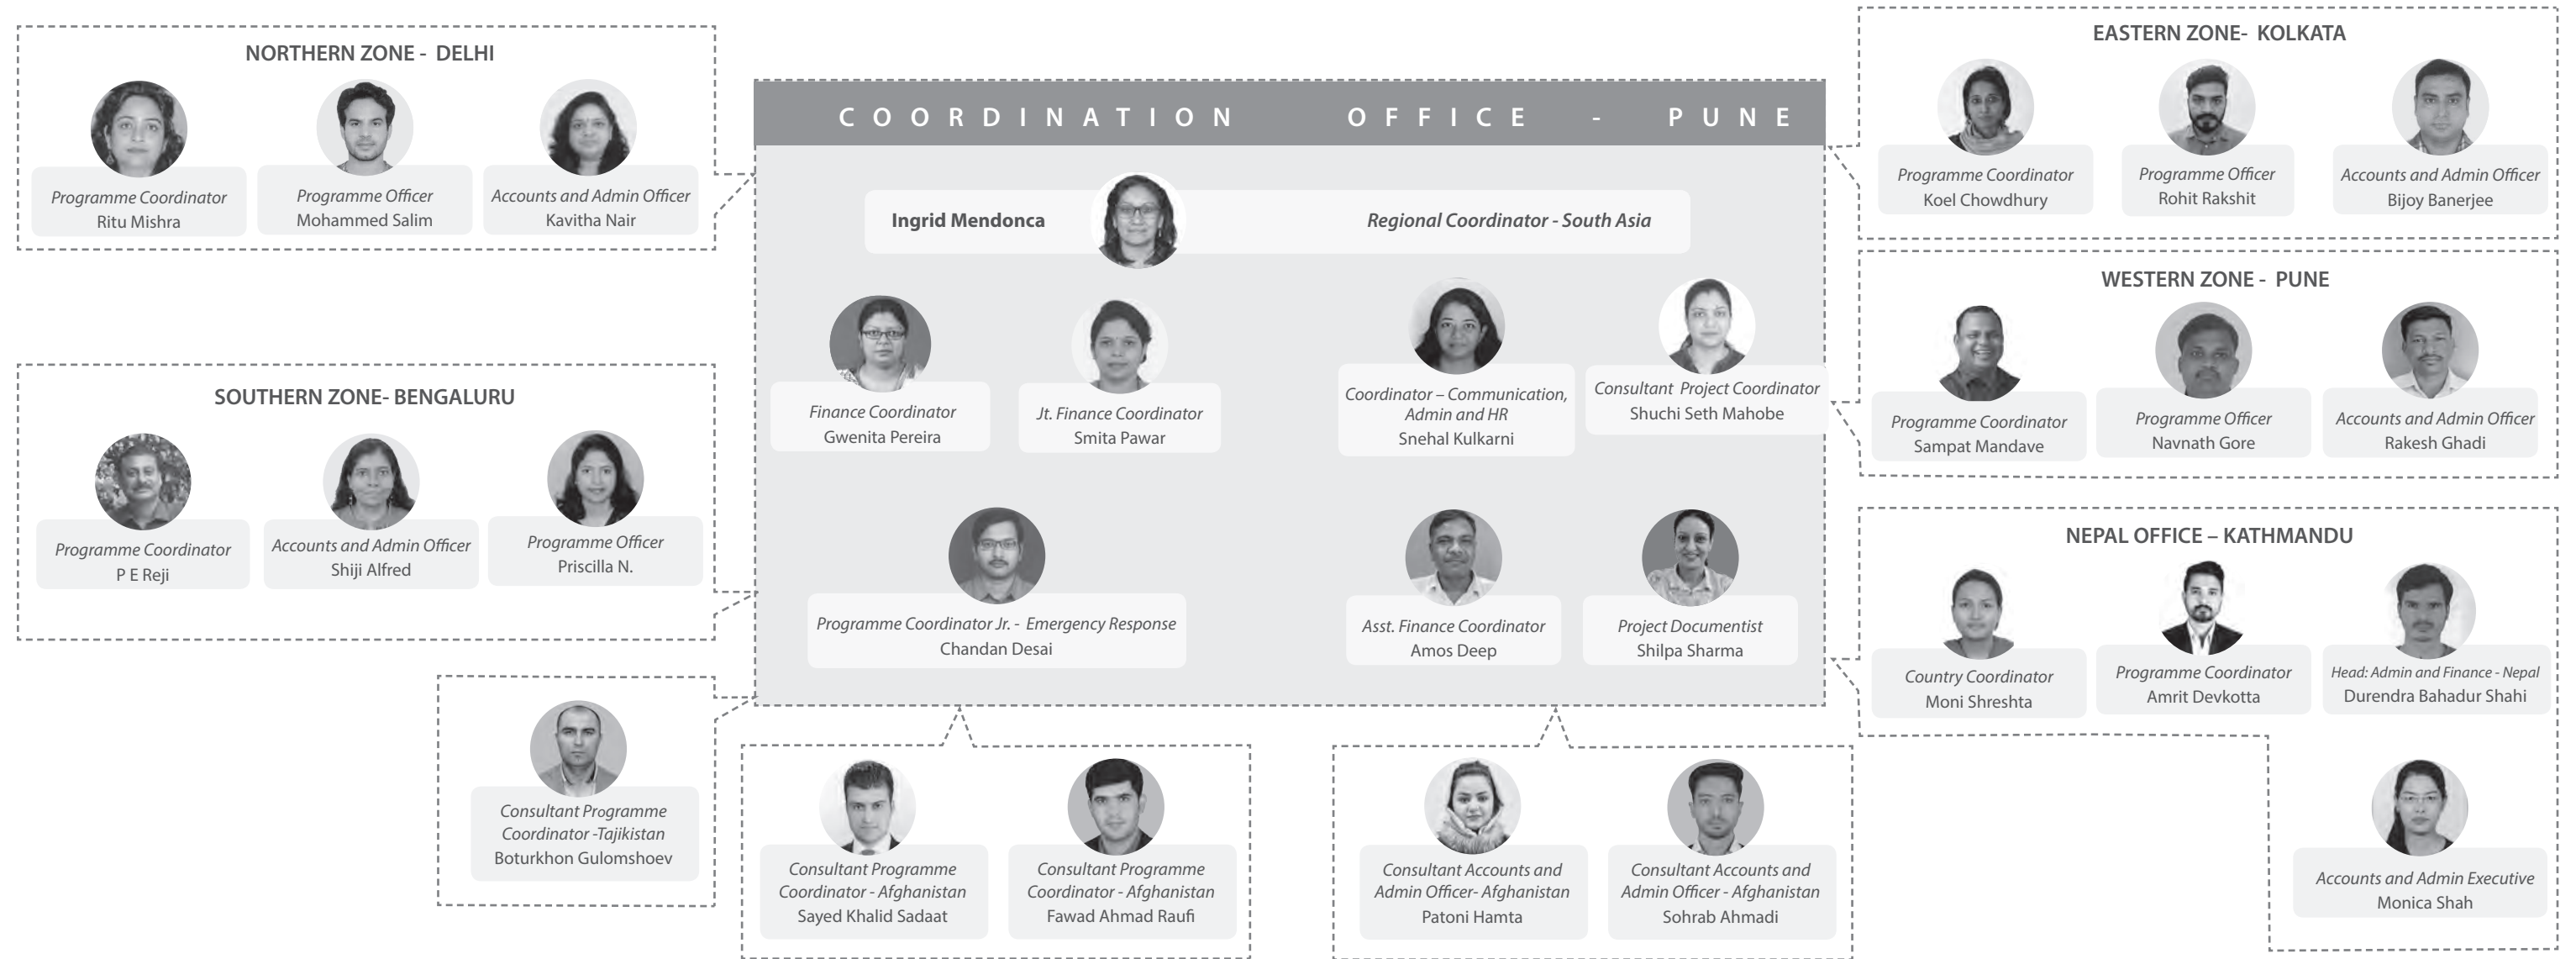 NORTHERN ZONE - DELHI
Programme Coordinator
Ritu Mishra
Programme Officer
Mohammed Salim
Accounts and Admin Officer
Kavitha Nair
SOUTHERN ZONE- BENGALURU
Programme Coordinator
P E Reji
Accounts and Admin Officer
Shiji Alfred
Programme Officer
Priscilla N.
COORDINATION OFFICE - PUNE
Ingrid Mendonca
Regional Coordinator - South Asia
Finance Coordinator
Gwenita Pereira
Jt. Finance Coordinator
Smita Pawar
Coordinator – Communication,
Admin and HR
Snehal Kulkarni
Consultant Project Coordinator
Shuchi Seth Mahobe
Programme Coordinator Jr. - Emergency Response
Chandan Desai
Asst. Finance Coordinator
Amos Deep
Project Documentist
Shilpa Sharma
EASTERN ZONE- KOLKATA
Programme Coordinator
Koel Chowdhury
Programme Officer
Rohit Rakshit
Accounts and Admin Officer
Bijoy Banerjee
WESTERN ZONE - PUNE
Programme Coordinator
Sampat Mandave
Programme Officer
Navnath Gore
Accounts and Admin Officer
Rakesh Ghadi
NEPAL OFFICE – KATHMANDU
Country Coordinator
Moni Shreshta
Programme Coordinator
Amrit Devkotta
Head: Admin and Finance - Nepal
Durendra Bahadur Shahi
Accounts and Admin Executive
Monica Shah
Consultant Programme
Coordinator -Tajikistan
Boturkhon Gulomshoev
Consultant Programme
Coordinator - Afghanistan
Sayed Khalid Sadaat
Consultant Programme
Coordinator - Afghanistan
Fawad Ahmad Raufi
Consultant Accounts and
Admin Officer- Afghanistan
Patoni Hamta
Consultant Accounts and
Admin Officer - Afghanistan
Sohrab Ahmadi